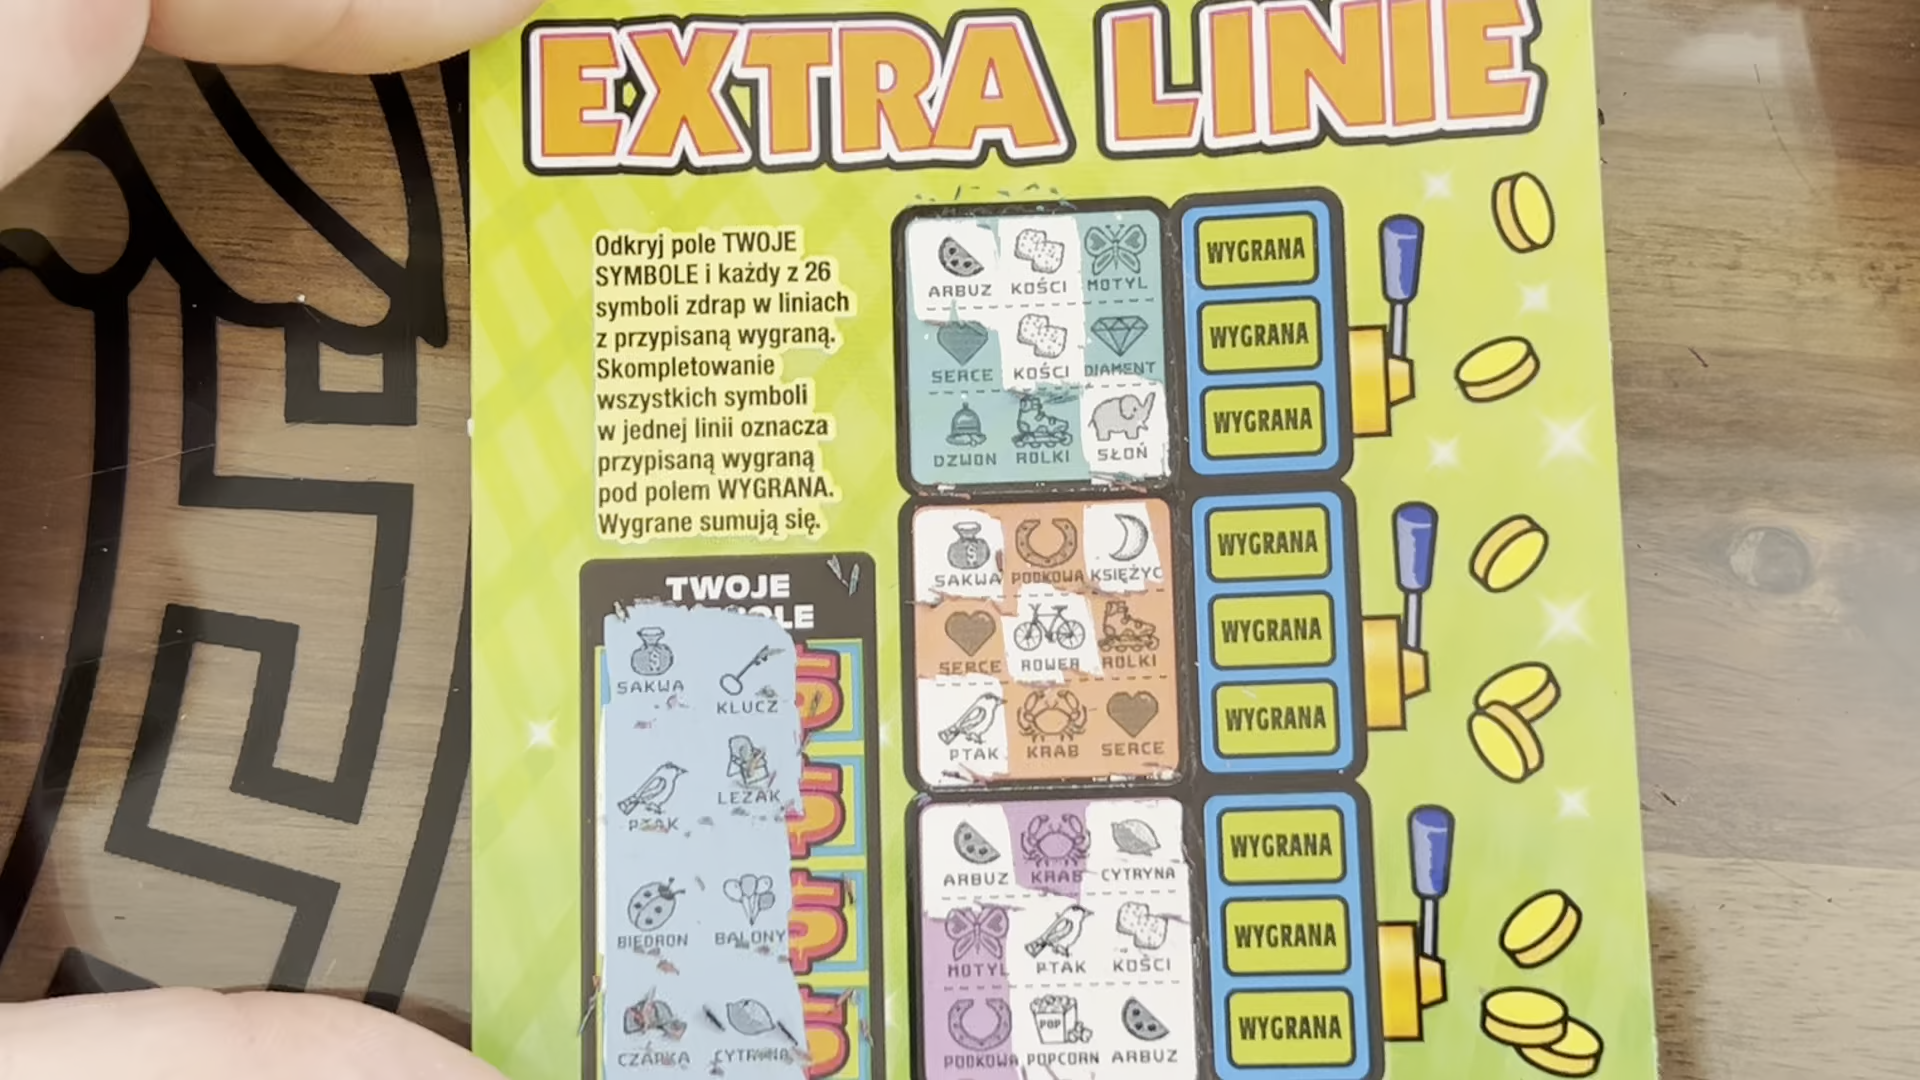 EXTRA LINIE
Odkryj pole TWOJE
SYMBOLE i każdy z 26
symboli zdrap w liniach
z przypisaną wygraną.
Skompletowanie
wszystkich symboli
w jednej linii oznacza
przypisaną wygraną
pod polem WYGRANA.
Wygrane sumują się.
TWOJE
SAKWA
KLUCZ
PTAK
LEŻAK
BIEDRON
BALONY
CZAPKA
CYTRYNA
ARBUZ KOŚCI MOTYL
SERCE KOŚCI DIAMENT
DZWON ROLKI SŁOŃ
WYGRANA
WYGRANA
WYGRANA
SAKWA PODKOWA KSIĘŻYC
SERCE ROWER ROLKI
PTAK KRAB SERCE
WYGRANA
WYGRANA
WYGRANA
ARBUZ KRAB CYTRYNA
MOTYL PTAK KOŚCI
POP
PODKOWA POPCORN ARBUZ
WYGRANA
WYGRANA
WYGRANA